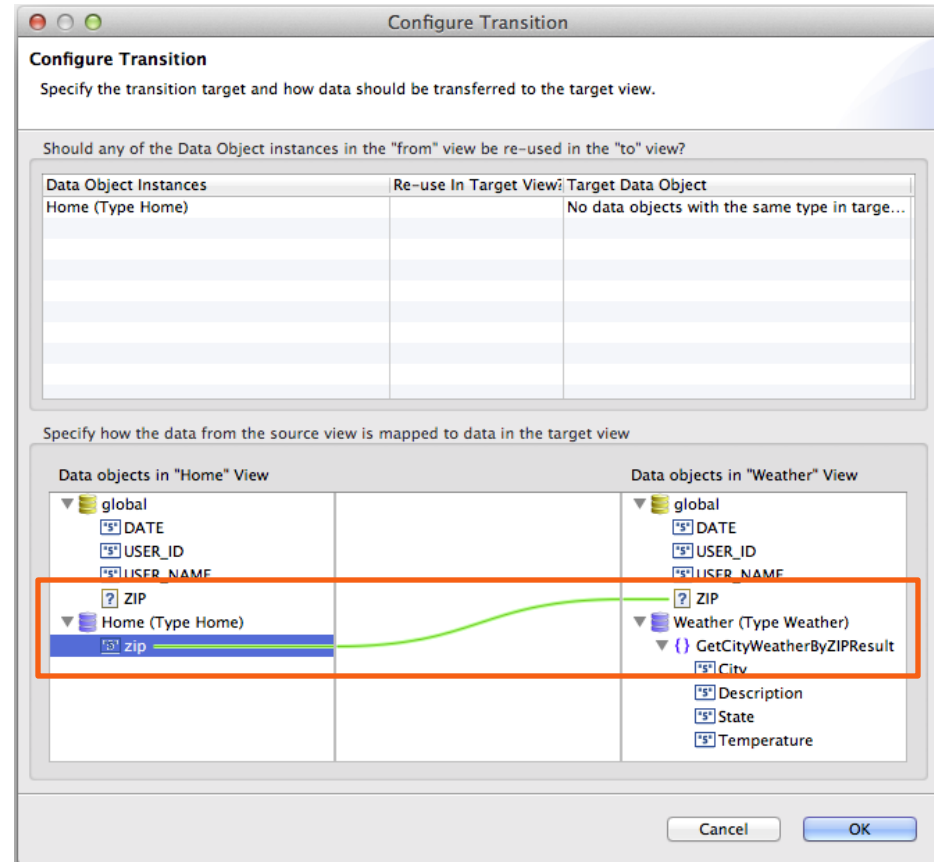 Configure Transition
Configure Transition
Specify the transition target and how data should be transferred to the target view.
Should any of the Data Object instances in the "from" view be re-used in the "to" view?
Data Object Instances Re-use In Target View? Target Data Object
Home (Type Home) No data objects with the same type in targe...
Specify how the data from the source view is mapped to data in the target view
Data objects in "Home" View Data objects in "Weather" View
global global
"S" DATE "S" DATE
"S" USER_ID "S" USER_ID
"S" USER_NAME "S" USER_NAME
? ZIP ? ZIP
Home (Type Home) Weather (Type Weather)
"S" zip {} GetCityWeatherByZIPResult
"S" City
"S" Description
"S" State
"S" Temperature
Cancel OK